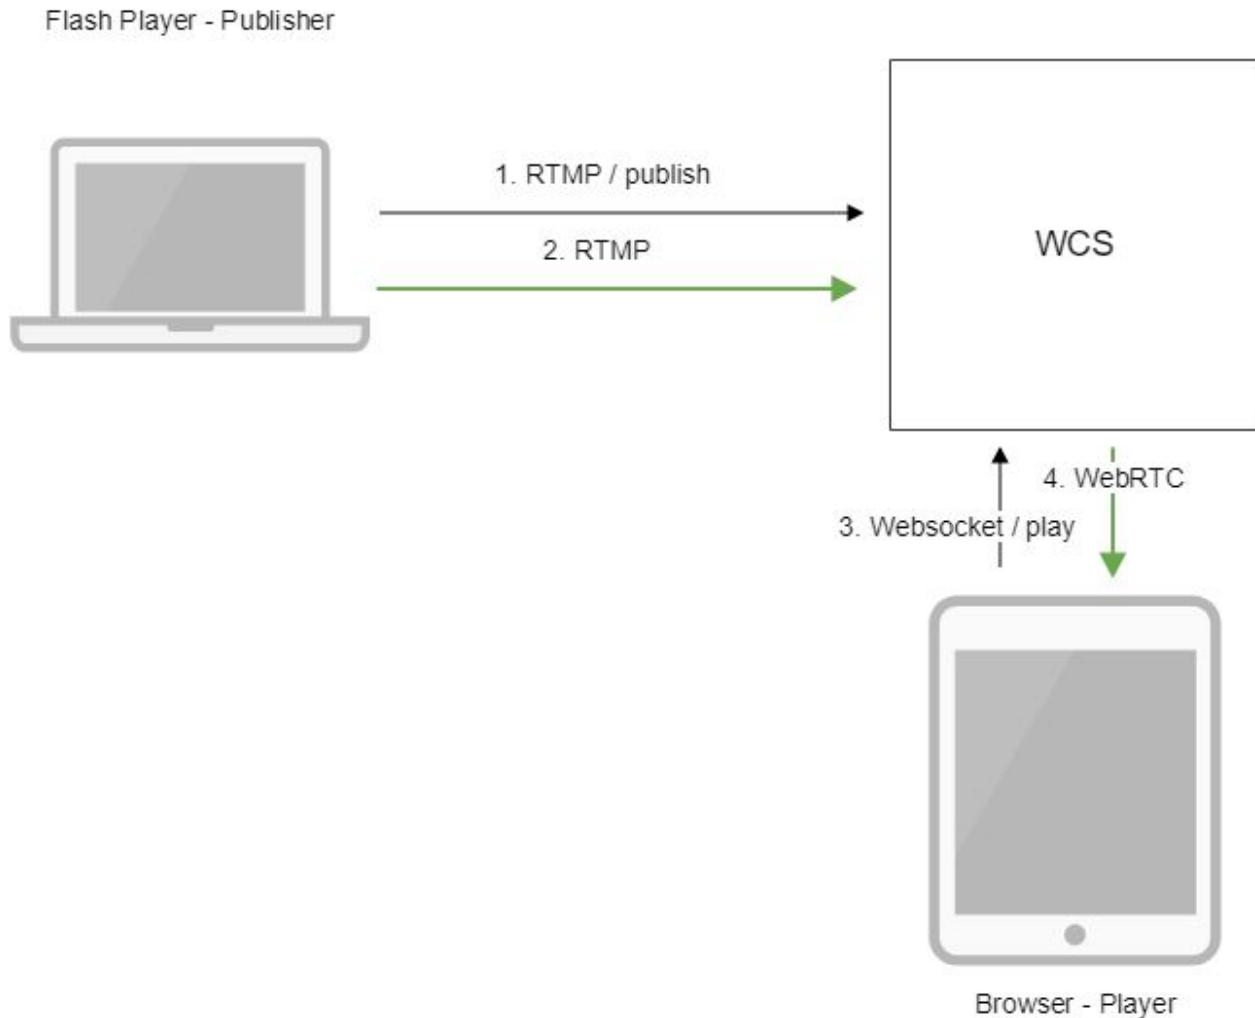 Flash Player - Publisher
1. RTMP / publish
2. RTMP
WCS
4. WebRTC
3. Websocket / play
Browser - Player